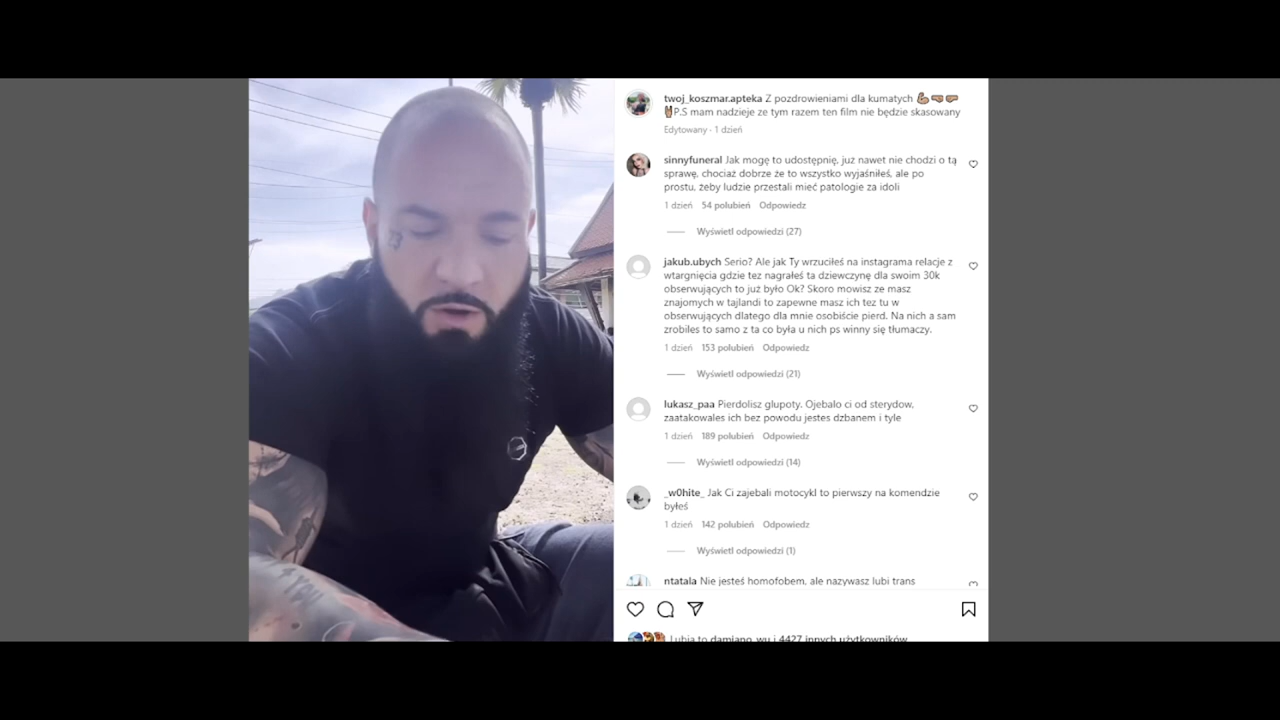 twoj_koszmar.apteka Z pozdrowieniami dla kumatych 💪🏽🤜🏽🤛🏽
✌🏽P.S mam nadzieje ze tym razem ten film nie będzie skasowany
Edytowany · 1 dzień
sinnyfuneral Jak mogę to udostępnię, juz nawet nie chodzi o tą
sprawę, chociaż dobrze że to wszystko wyjaśniłeś, ale po
prostu, żeby ludzie przestali mieć patologie za idoli
1 dzień 54 polubień Odpowiedz
Wyświetl odpowiedzi (27)
jakub.ubych Serio? Ale jak Ty wrzuciłeś na instagrama relacje z
wtargnięcia gdzie tez nagrałeś ta dziewczynę dla swoim 30k
obserwujących to już było Ok? Skoro mowisz ze masz
znajomych w tajlandi to zapewne masz ich tez tu w
obserwujących dlatego dla mnie osobiście pierd. Na nich a sam
zrobiles to samo z ta co była u nich ps winny się tłumaczy.
1 dzień 153 polubień Odpowiedz
Wyświetl odpowiedzi (21)
lukasz_paa Pierdolisz glupoty. Ojebalo ci od sterydow,
zaatakowales ich bez powodu jestes dzbanem i tyle
1 dzień 189 polubień Odpowiedz
Wyświetl odpowiedzi (14)
_w0hite_ Jak Ci zajebali motocykl to pierwszy na komendzie
byłeś
1 dzień 142 polubień Odpowiedz
Wyświetl odpowiedzi (1)
ntatala Nie jesteś homofobem, ale nazywasz lubi trans
Lubią to damiano_wu i 4427 innych użytkowników